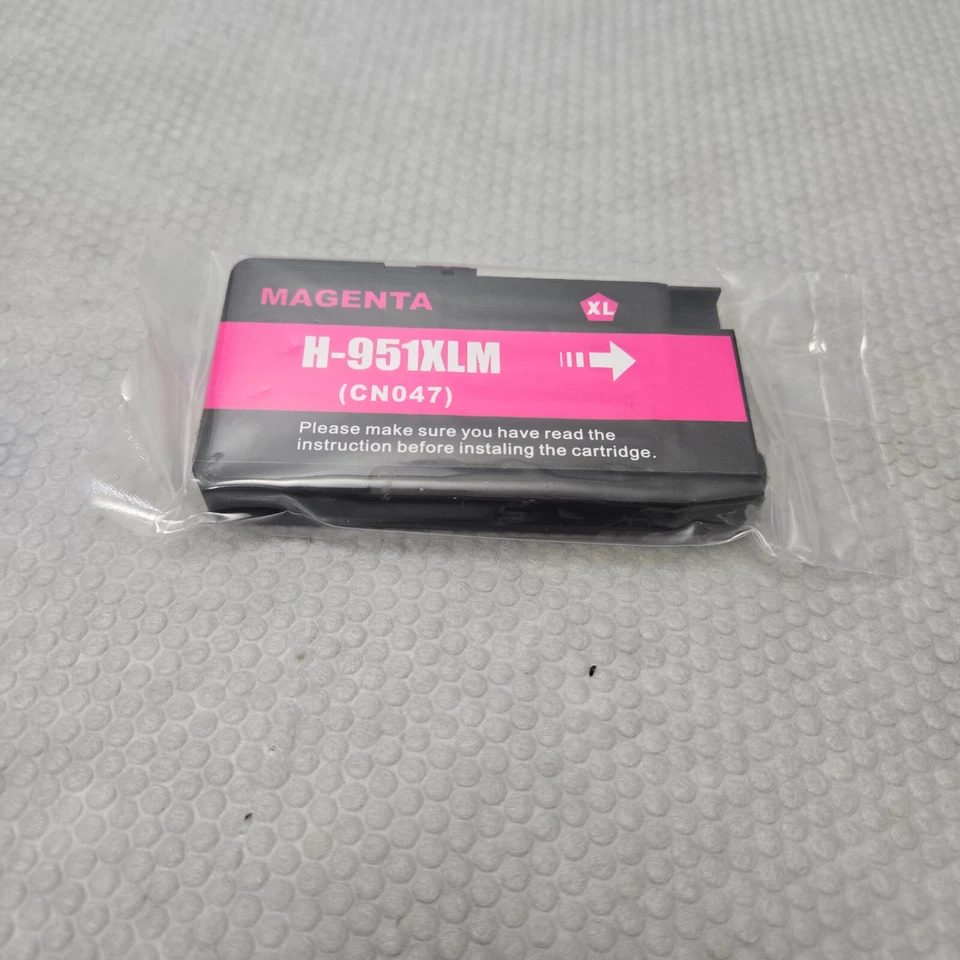 MAGENTA
XL
H-951XLM
(CN047)
Please make sure you have read the
instruction before instaling the cartridge.